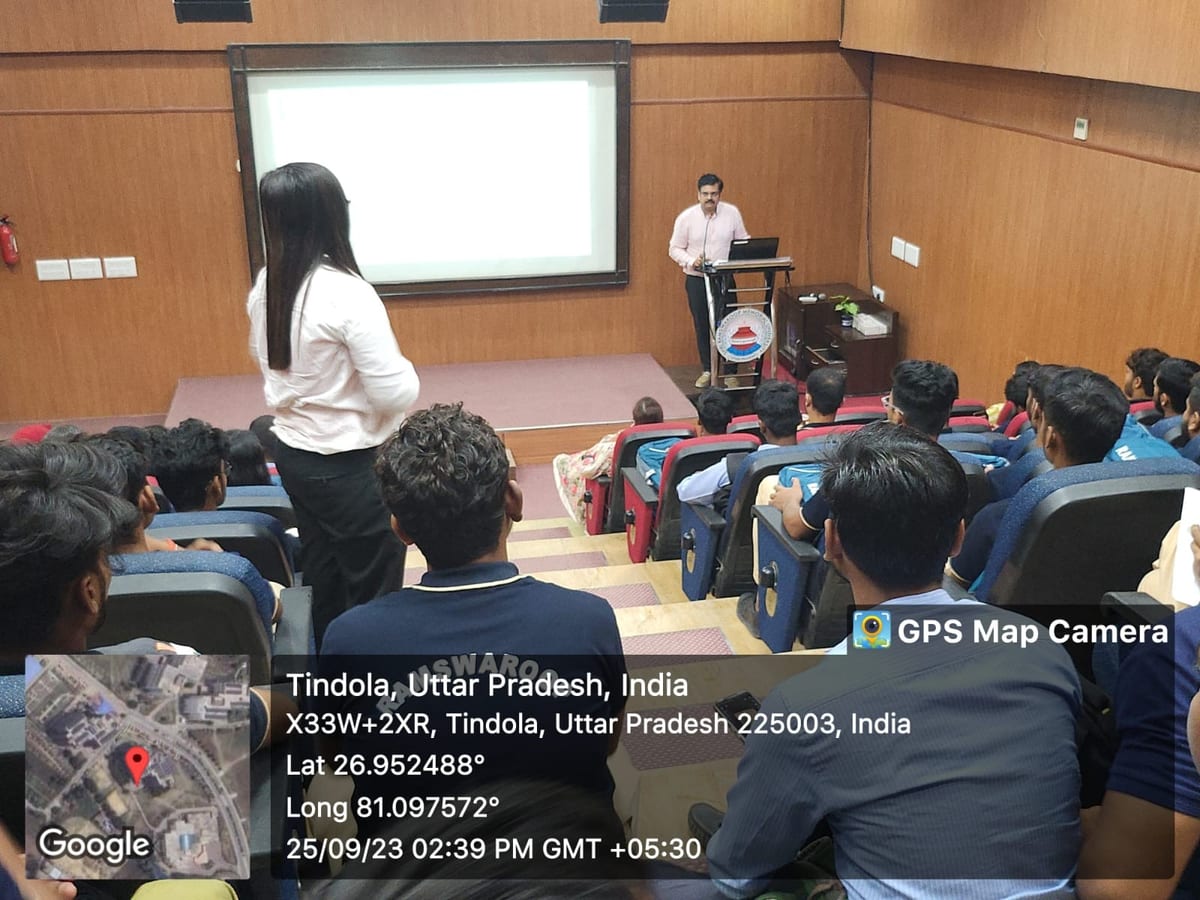 RAMSWAROOP
GPS Map Camera
Tindola, Uttar Pradesh, India
X33W+2XR, Tindola, Uttar Pradesh 225003, India
Lat 26.952488°
Long 81.097572°
25/09/23 02:39 PM GMT +05:30
Google